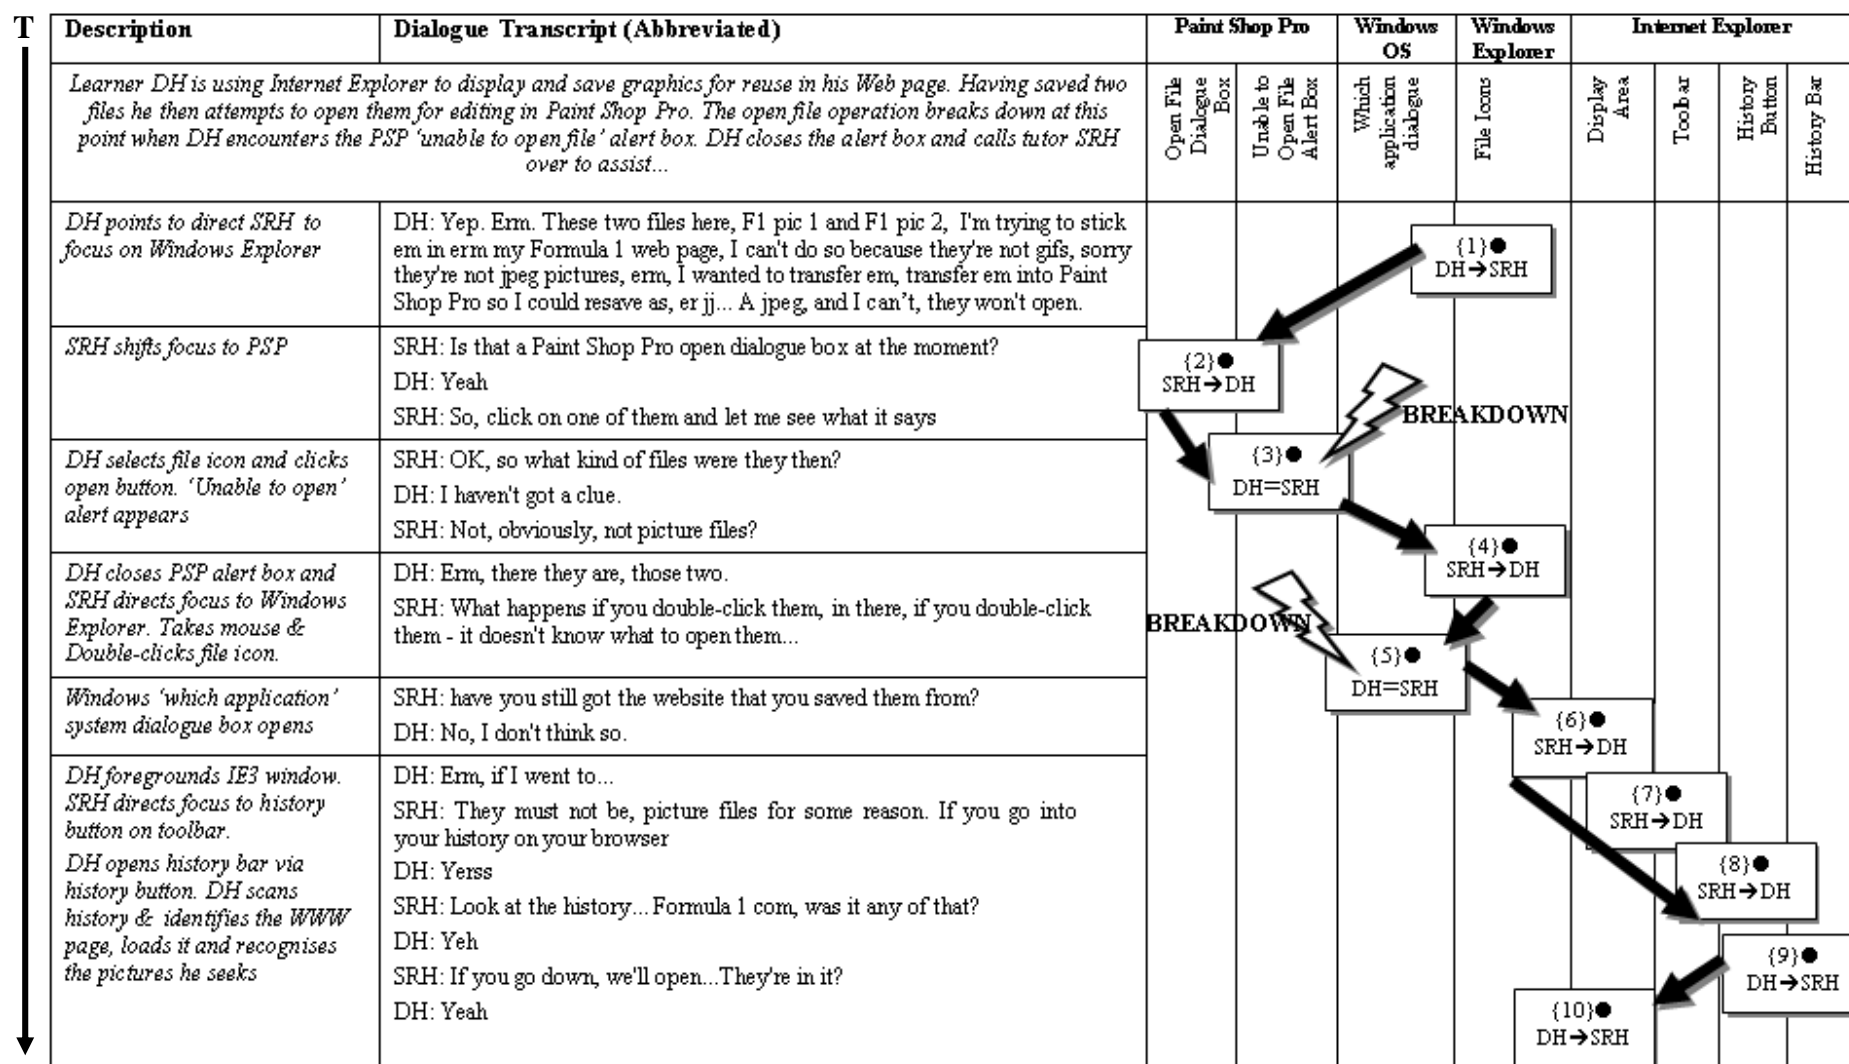 T
Description
Dialogue Transcript (Abbreviated)
Paint Shop Pro
Windows
OS
Windows
Explorer
Internet Explorer
Learner DH is using Internet Explorer to display and save graphics for reuse in his Web page. Having saved two
files he then attempts to open them for editing in Paint Shop Pro. The open file operation breaks down at this
point when DH encounters the PSP ‘unable to open file’ alert box. DH closes the alert box and calls tutor SRH
over to assist...
Open File
Dialogue
Box
Unable to
Open File
Alert Box
Which
application
dialogue
File Icons
Display
Area
Toolbar
History
Button
History Bar
DH points to direct SRH to
focus on Windows Explorer
DH: Yep. Erm. These two files here, F1 pic 1 and F1 pic 2, I'm trying to stick
em in erm my Formula 1 web page, I can't do so because they're not gifs, sorry
they're not jpeg pictures, erm, I wanted to transfer em, transfer em into Paint
Shop Pro so I could resave as, er jj... A jpeg, and I can’t, they won't open.
{1}●
DH→SRH
SRH shifts focus to PSP
SRH: Is that a Paint Shop Pro open dialogue box at the moment?
DH: Yeah
SRH: So, click on one of them and let me see what it says
{2}●
SRH→DH
BREAKDOWN
DH selects file icon and clicks
open button. ‘Unable to open’
alert appears
SRH: OK, so what kind of files were they then?
DH: I haven't got a clue.
SRH: Not, obviously, not picture files?
{3}●
DH=SRH
{4}●
SRH→DH
DH closes PSP alert box and
SRH directs focus to Windows
Explorer. Takes mouse &
Double-clicks file icon.
DH: Erm, there they are, those two.
SRH: What happens if you double-click them, in there, if you double-click
them - it doesn't know what to open them...
BREAKDOWN
{5}●
DH=SRH
Windows ‘which application’
system dialogue box opens
SRH: have you still got the website that you saved them from?
DH: No, I don't think so.
{6}●
SRH→DH
DH foregrounds IE3 window.
SRH directs focus to history
button on toolbar.
DH opens history bar via
history button. DH scans
history & identifies the WWW
page, loads it and recognises
the pictures he seeks
DH: Erm, if I went to...
SRH: They must not be, picture files for some reason. If you go into
your history on your browser
DH: Yerss
SRH: Look at the history... Formula 1 com, was it any of that?
DH: Yeh
SRH: If you go down, we'll open...They're in it?
DH: Yeah
{7}●
SRH→DH
{8}●
SRH→DH
{9}●
DH→SRH
{10}●
DH→SRH